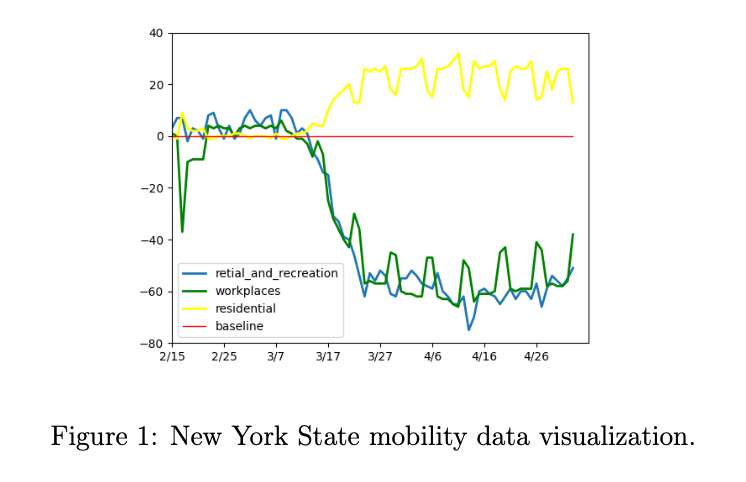 40
20
0
−20
−40
−60
−80
retial_and_recreation
workplaces
residential
baseline
2/15 2/25 3/7 3/17 3/27 4/6 4/16 4/26
Figure 1: New York State mobility data visualization.